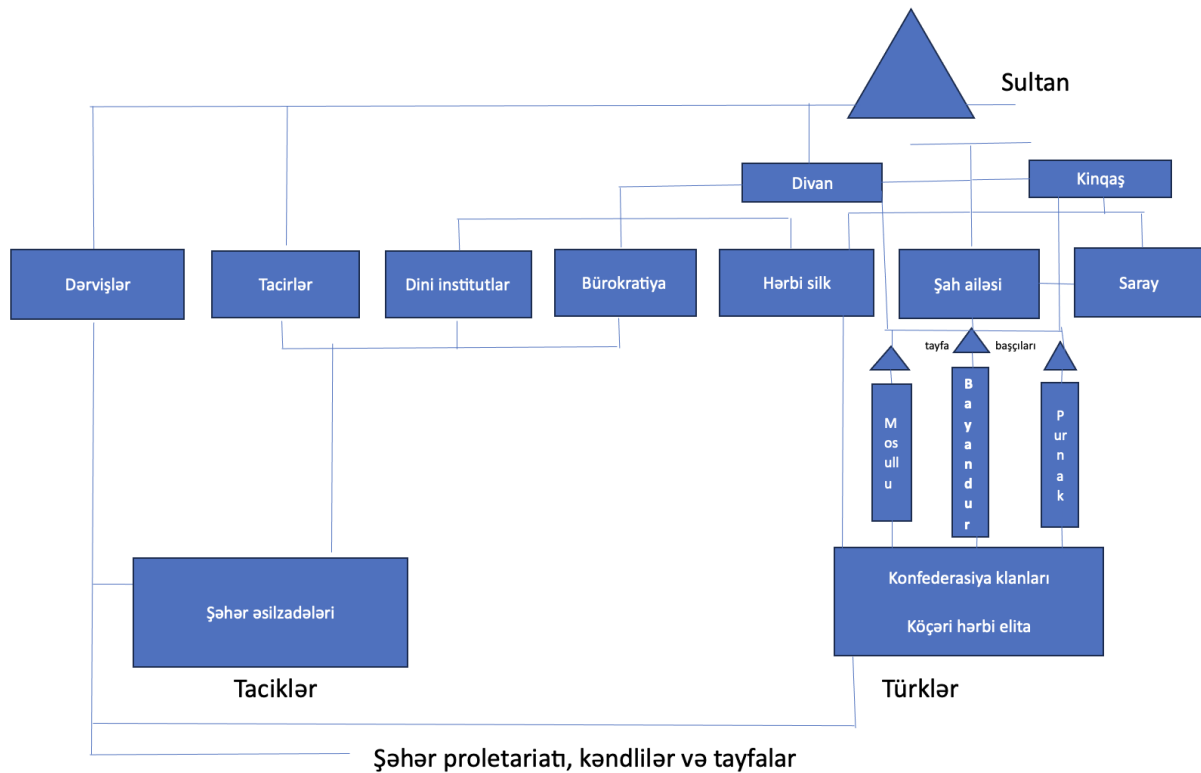 Sultan
Divan
Kinqaş
Dərvişlər
Tacirlər
Dini institutlar
Bürokratiya
Hərbi silk
Şah ailəsi
Saray
tayfa
başçıları
Mosullu
Bayandur
Purnak
Şəhər əsilzadələri
Konfederasiya klanları
Köçəri hərbi elita
Taciklər
Türklər
Şəhər proletariatı, kəndlilər və tayfalar